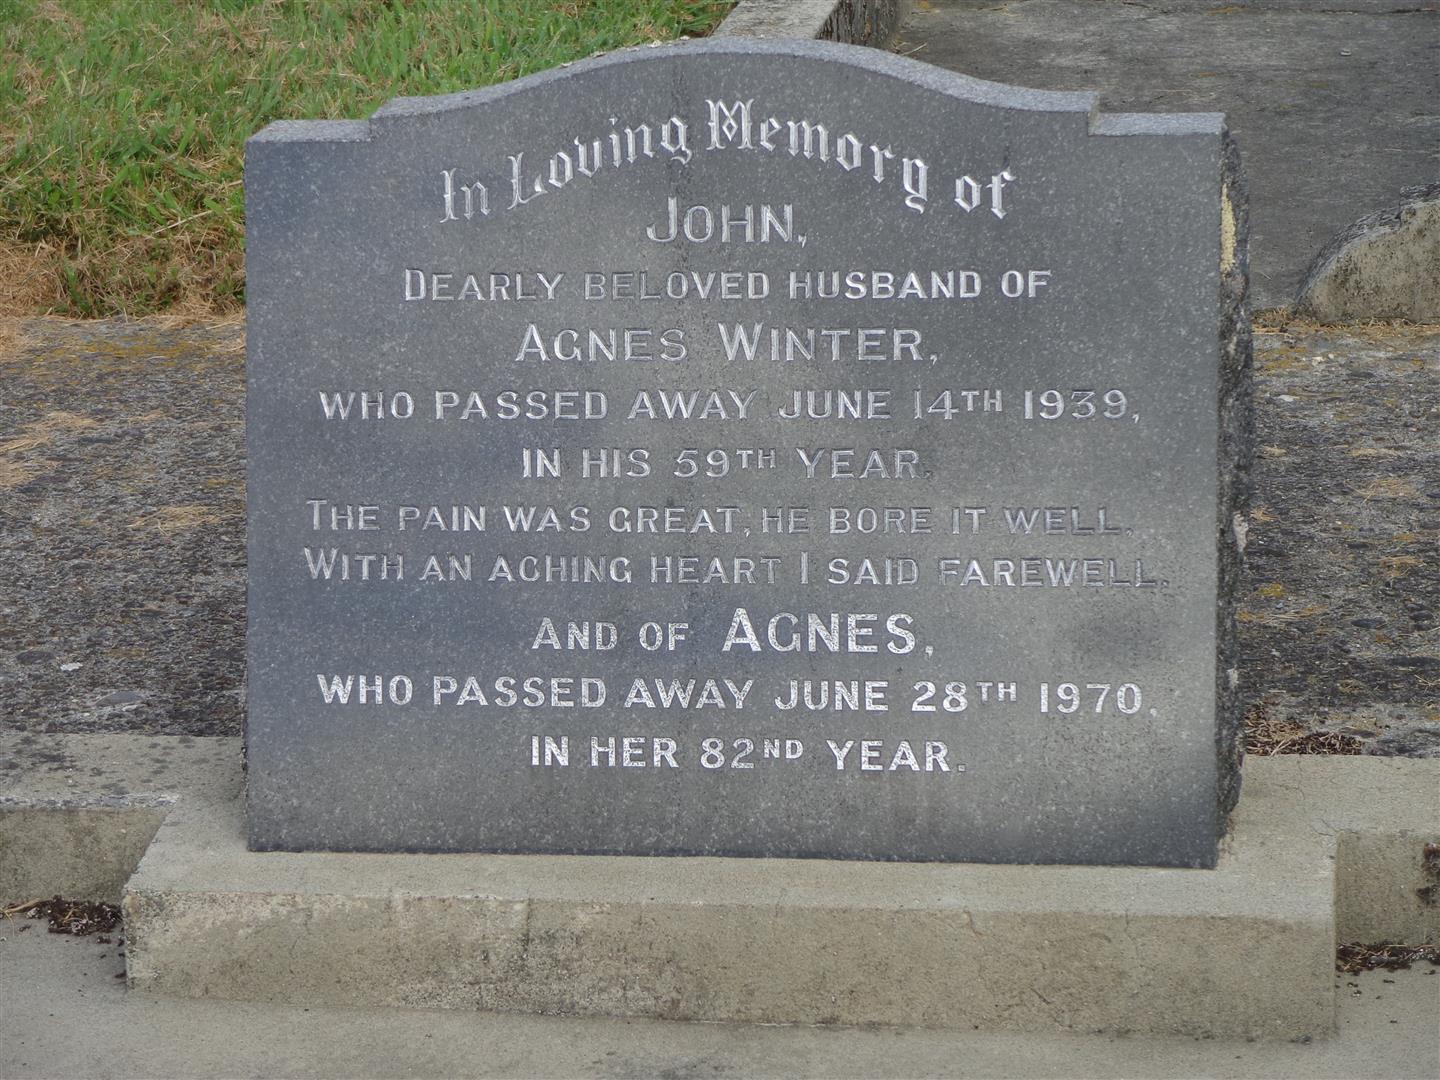 In Loving Memory of
JOHN,
DEARLY BELOVED HUSBAND OF
AGNES WINTER,
WHO PASSED AWAY JUNE 14TH 1939,
IN HIS 59TH YEAR.
THE PAIN WAS GREAT, HE BORE IT WELL,
WITH AN ACHING HEART I SAID FAREWELL.
AND OF AGNES,
WHO PASSED AWAY JUNE 28TH 1970,
IN HER 82ND YEAR.